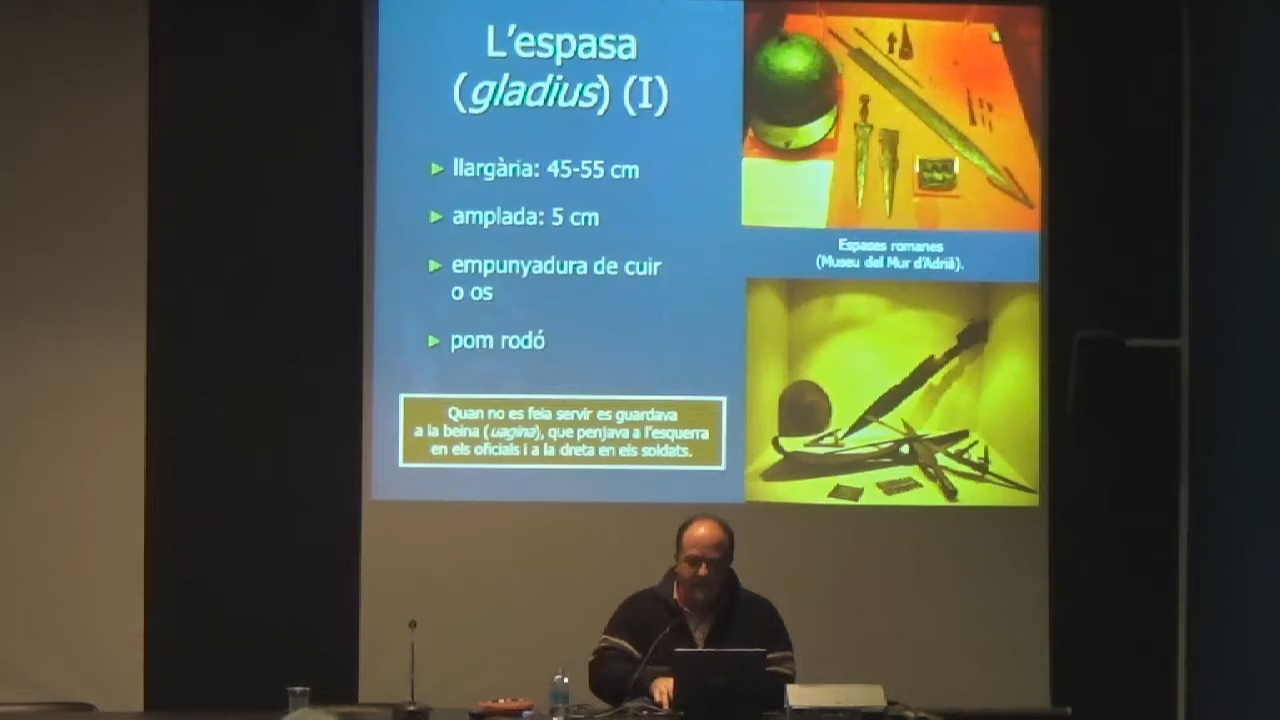 L'espasa
(gladius) (I)
► llargària: 45-55 cm
► amplada: 5 cm
► empunyadura de cuir
o os
► pom rodó
Quan no es feia servir es guardava
a la beina (uagina), que penjava a l'esquerra
en els oficials i a la dreta en els soldats.
Espases romanes
(Museu del Mur d'Adrià).